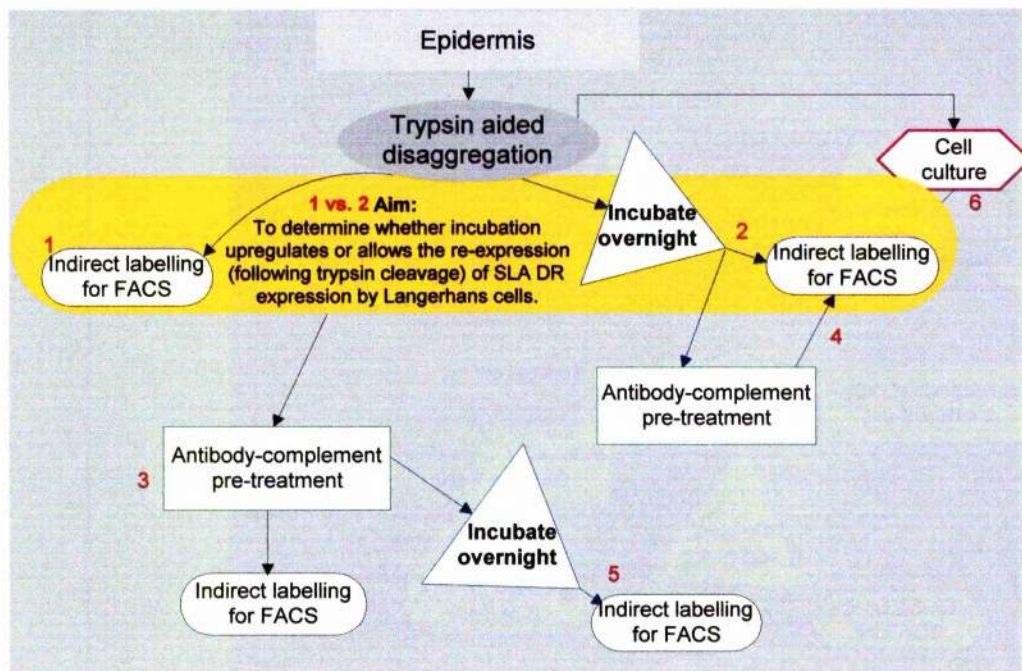 Epidermis
Trypsin aided
disaggregation
Cell
culture
6
1 vs. 2 Aim:
To determine whether incubation
upregulates or allows the re-expression
(following trypsin cleavage) of SLA DR
expression by Langerhans cells.
1
Indirect labelling
for FACS
Incubate
overnight
2
Indirect labelling
for FACS
4
Antibody-complement
pre-treatment
3
Antibody-complement
pre-treatment
Incubate
overnight
Indirect labelling
for FACS
5
Indirect labelling
for FACS